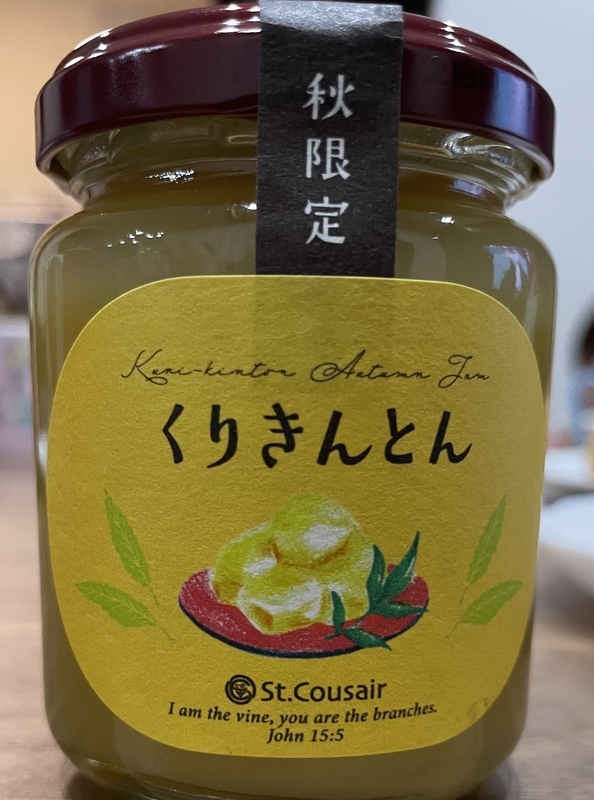 秋限定
Kuri-kinton Autumn Jam
くりきんとん
St.Cousair
I am the vine, you are the branches.
John 15:5